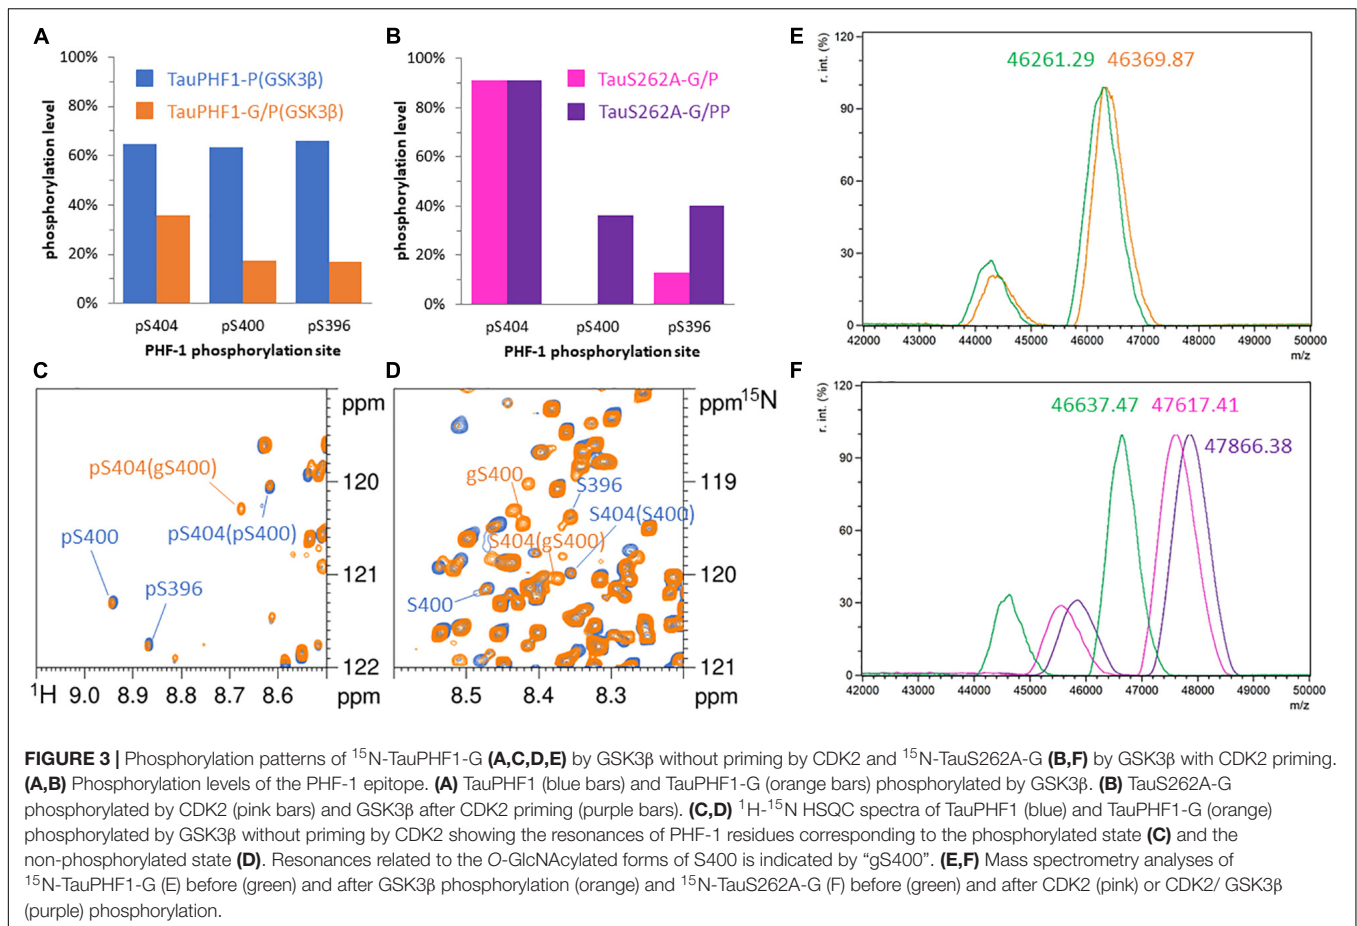 A
100%
80%
60%
40%
20%
0%
phosphorylation level
TauPHF1-P(GSK3β)
TauPHF1-G/P(GSK3β)
pS404 pS400 pS396
PHF-1 phosphorylation site
B
100%
80%
60%
40%
20%
0%
phosphorylation level
TauS262A-G/P
TauS262A-G/PP
pS404 pS400 pS396
PHF-1 phosphorylation site
E
r. int. (%)
120
90
60
30
0
46261.29 46369.87
42000 43000 44000 45000 46000 47000 48000 49000 50000
m/z
C
ppm
pS404(gS400)
120
pS400
pS404(pS400)
121
pS396
122
¹H 9.0 8.9 8.8 8.7 8.6 ppm
D
ppm ¹⁵N
gS400
S396
119
S404(S400)
S404(gS400)
120
S400
121
8.5 8.4 8.3 ppm
F
r. int. (%)
120
90
60
30
0
46637.47 47617.41
47866.38
42000 43000 44000 45000 46000 47000 48000 49000 50000
m/z
FIGURE 3 | Phosphorylation patterns of ¹⁵N-TauPHF1-G (A,C,D,E) by GSK3β without priming by CDK2 and ¹⁵N-TauS262A-G (B,F) by GSK3β with CDK2 priming.
(A,B) Phosphorylation levels of the PHF-1 epitope. (A) TauPHF1 (blue bars) and TauPHF1-G (orange bars) phosphorylated by GSK3β. (B) TauS262A-G
phosphorylated by CDK2 (pink bars) and GSK3β after CDK2 priming (purple bars). (C,D) ¹H-¹⁵N HSQC spectra of TauPHF1 (blue) and TauPHF1-G (orange)
phosphorylated by GSK3β without priming by CDK2 showing the resonances of PHF-1 residues corresponding to the phosphorylated state (C) and the
non-phosphorylated state (D). Resonances related to the O-GlcNAcylated forms of S400 is indicated by “gS400”. (E,F) Mass spectrometry analyses of
¹⁵N-TauPHF1-G (E) before (green) and after GSK3β phosphorylation (orange) and ¹⁵N-TauS262A-G (F) before (green) and after CDK2 (pink) or CDK2/ GSK3β
(purple) phosphorylation.